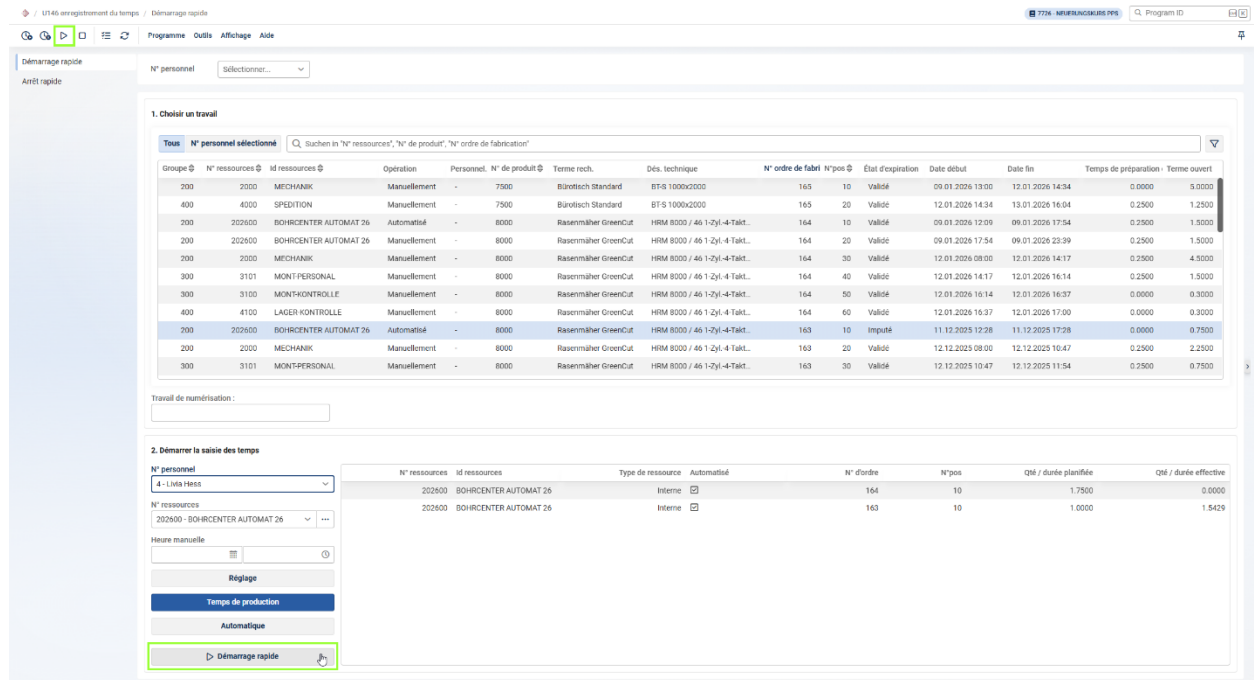 / U146 enregistrement du temps / Démarrage rapide
7726 - NEUERUNGSKURS PPS
Program ID
Programme Outils Affichage Aide
Démarrage rapide
Arrêt rapide
N° personnel Sélectionner...
1. Choisir un travail
Tous N° personnel sélectionné Suchen in "N° ressources", "N° de produit", "N° ordre de fabrication"
Groupe N° ressources Id ressources Opération Personnel. N° de produit Terme rech. Dés. technique N° ordre de fabri N°pos État d'expiration Date début Date fin Temps de préparation Terme ouvert
200 2000 MECHANIK Manuellement - 7500 Bürotisch Standard BT-S 1000x2000 165 10 Validé 09.01.2026 13:00 12.01.2026 14:34 0.0000 5.0000
400 4000 SPEDITION Manuellement - 7500 Bürotisch Standard BT-S 1000x2000 165 20 Validé 12.01.2026 14:34 13.01.2026 16:04 0.2500 1.2500
200 202600 BOHRCENTER AUTOMAT 26 Automatisé - 8000 Rasenmäher GreenCut HRM 8000 / 46 1-Zyl.-4-Takt... 164 10 Validé 09.01.2026 12:09 09.01.2026 17:54 0.2500 1.5000
200 202600 BOHRCENTER AUTOMAT 26 Manuellement - 8000 Rasenmäher GreenCut HRM 8000 / 46 1-Zyl.-4-Takt... 164 20 Validé 09.01.2026 17:54 09.01.2026 23:39 0.2500 1.5000
200 2000 MECHANIK Manuellement - 8000 Rasenmäher GreenCut HRM 8000 / 46 1-Zyl.-4-Takt... 164 30 Validé 12.01.2026 08:00 12.01.2026 14:17 0.2500 4.5000
300 3101 MONT-PERSONAL Manuellement - 8000 Rasenmäher GreenCut HRM 8000 / 46 1-Zyl.-4-Takt... 164 40 Validé 12.01.2026 14:17 12.01.2026 16:14 0.2500 1.5000
300 3100 MONT-KONTROLLE Manuellement - 8000 Rasenmäher GreenCut HRM 8000 / 46 1-Zyl.-4-Takt... 164 50 Validé 12.01.2026 16:14 12.01.2026 16:37 0.0000 0.3000
400 4100 LAGER-KONTROLLE Manuellement - 8000 Rasenmäher GreenCut HRM 8000 / 46 1-Zyl.-4-Takt... 164 60 Validé 12.01.2026 16:37 12.01.2026 17:00 0.0000 0.3000
200 202600 BOHRCENTER AUTOMAT 26 Automatisé - 8000 Rasenmäher GreenCut HRM 8000 / 46 1-Zyl.-4-Takt... 163 10 Imputé 11.12.2025 12:28 11.12.2025 17:28 0.0000 0.7500
200 2000 MECHANIK Manuellement - 8000 Rasenmäher GreenCut HRM 8000 / 46 1-Zyl.-4-Takt... 163 20 Validé 12.12.2025 08:00 12.12.2025 10:47 0.2500 2.2500
300 3101 MONT-PERSONAL Manuellement - 8000 Rasenmäher GreenCut HRM 8000 / 46 1-Zyl.-4-Takt... 163 30 Validé 12.12.2025 10:47 12.12.2025 11:54 0.2500 0.7500
Travail de numérisation :
2. Démarrer la saisie des temps
N° personnel
4 - Livia Hess
N° ressources
202600 - BOHRCENTER AUTOMAT 26 ...
Heure manuelle
Réglage
Temps de production
Automatique
Démarrage rapide
N° ressources Id ressources Type de ressource Automatisé N° d'ordre N°pos Qté / durée planifiée Qté / durée effective
202600 BOHRCENTER AUTOMAT 26 Interne 164 10 1.7500 0.0000
202600 BOHRCENTER AUTOMAT 26 Interne 163 10 1.0000 1.5429